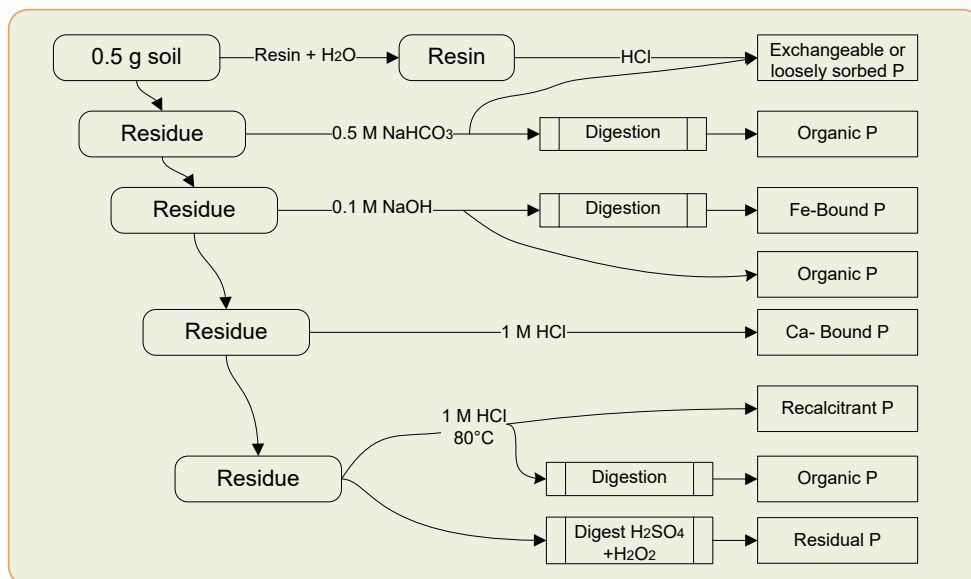 0.5 g soil
Resin + H2O
Resin
HCl
Exchangeable or
loosely sorbed P
Residue
0.5 M NaHCO3
Digestion
Organic P
Residue
0.1 M NaOH
Digestion
Fe-Bound P
Organic P
Residue
1 M HCl
Ca- Bound P
1 M HCl
80°C
Recalcitrant P
Residue
Digestion
Organic P
Digest H2SO4
+H2O2
Residual P